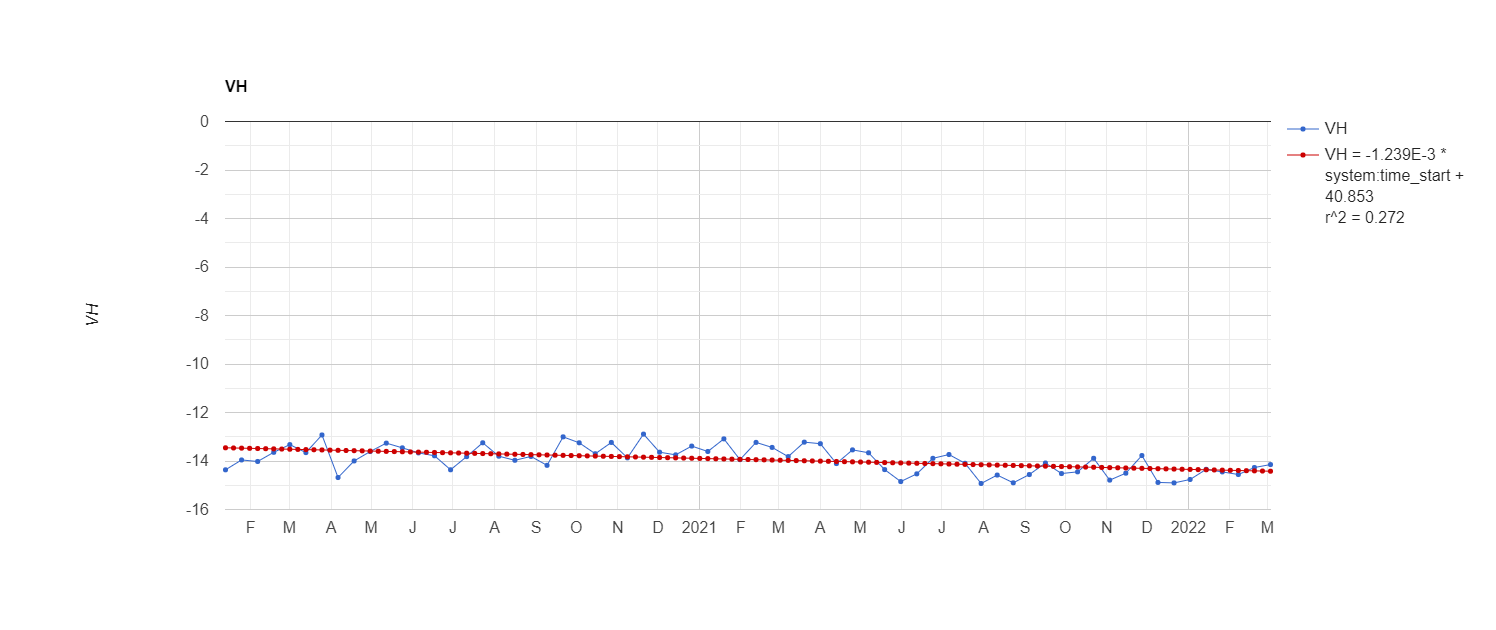 VH
0
-2
-4
-6
-8
-10
-12
-14
-16
VH
F M A M J J A S O N D 2021 F M A M J J A S O N D 2022 F M
VH
VH = -1.239E-3 *
system:time_start +
40.853
r^2 = 0.272